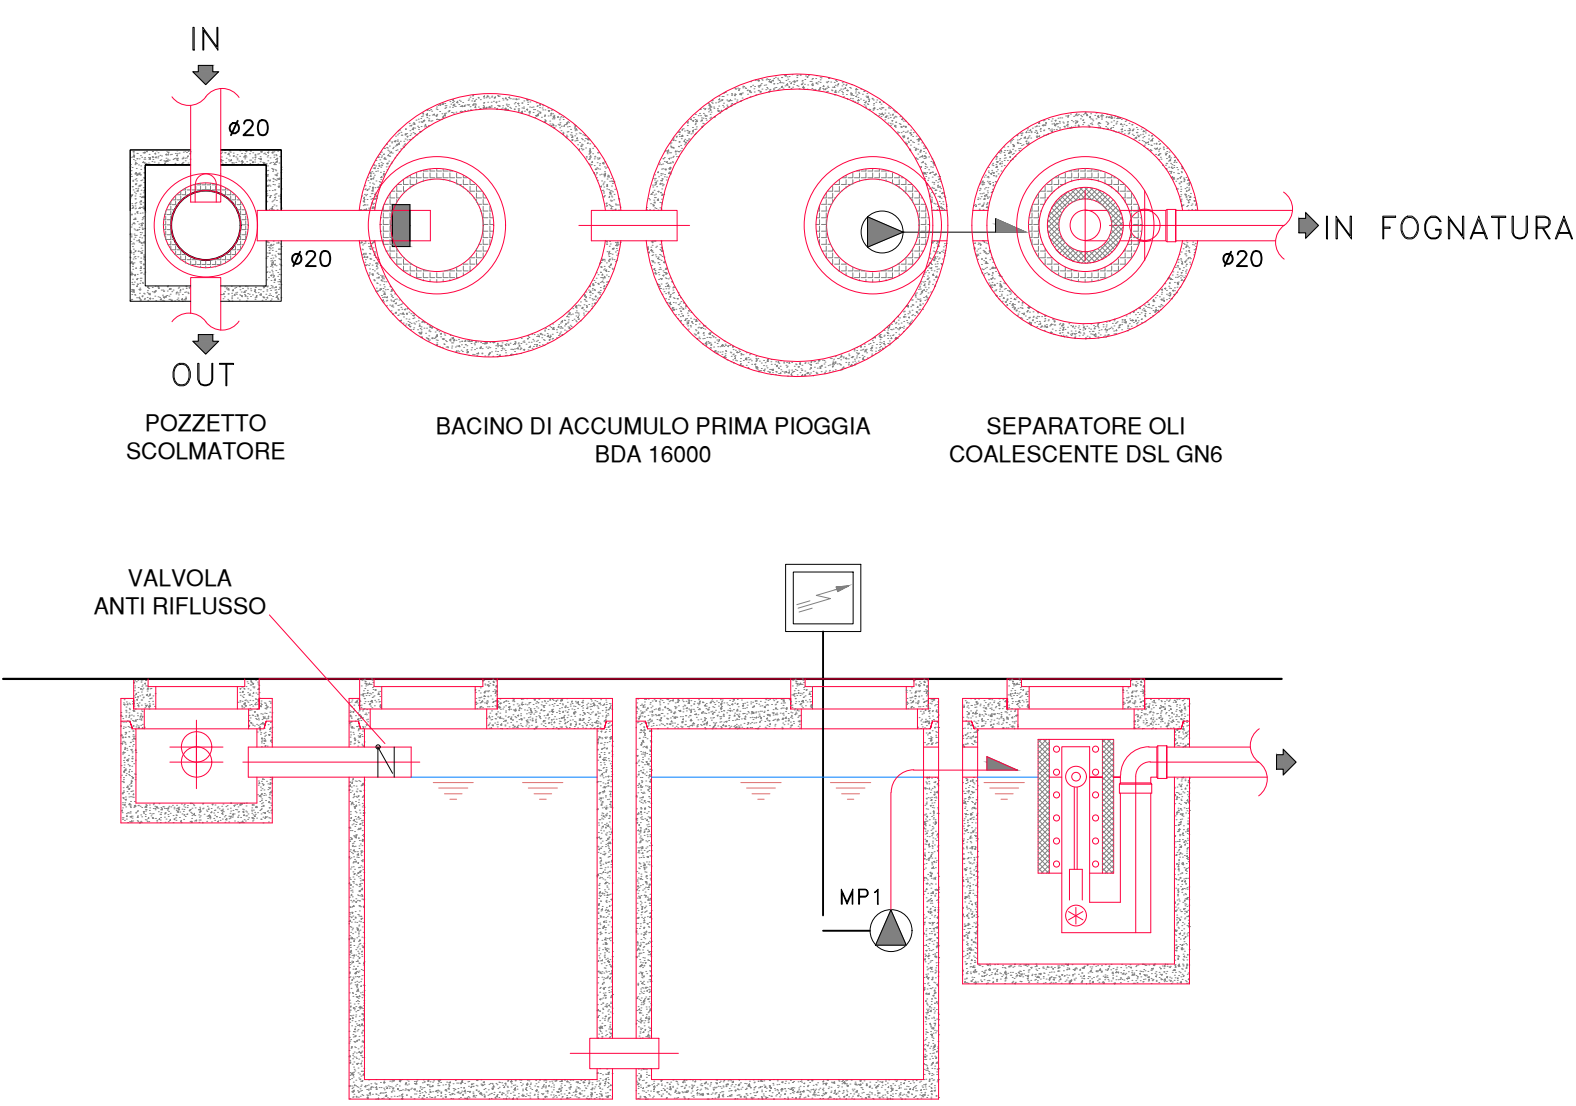 IN
ø20
ø20
OUT
IN FOGNATURA
ø20
POZZETTO
SCOLMATORE
BACINO DI ACCUMULO PRIMA PIOGGIA
BDA 16000
SEPARATORE OLI
COALESCENTE DSL GN6
VALVOLA
ANTI RIFLUSSO
MP1